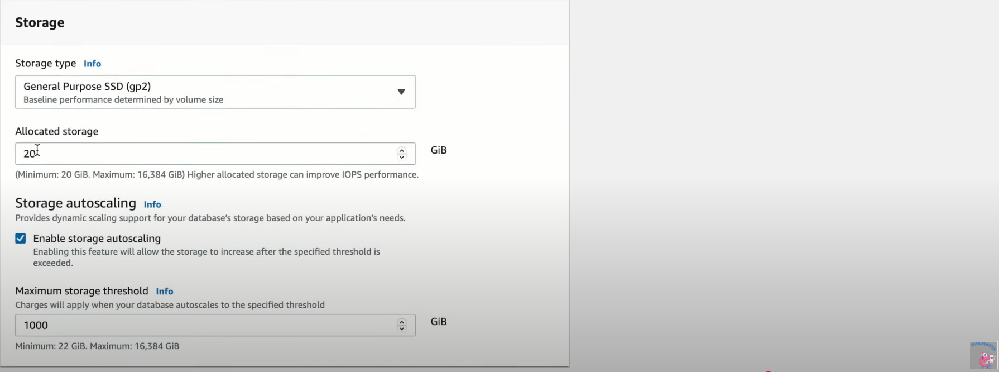 Storage
Storage type Info
General Purpose SSD (gp2)
Baseline performance determined by volume size
Allocated storage
20
GiB
(Minimum: 20 GiB. Maximum: 16,384 GiB) Higher allocated storage can improve IOPS performance.
Storage autoscaling Info
Provides dynamic scaling support for your database's storage based on your application's needs.
Enable storage autoscaling
Enabling this feature will allow the storage to increase after the specified threshold is
exceeded.
Maximum storage threshold Info
Charges will apply when your database autoscales to the specified threshold
1000
GiB
Minimum: 22 GiB. Maximum: 16,384 GiB